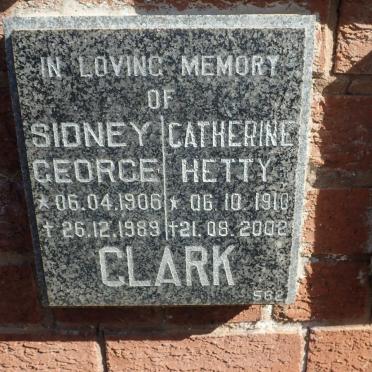 IN LOVING MEMORY
OF
SIDNEY CATHERINE
GEORGE HETTY
* 06.04.1906 * 06.10.1910
† 26.12.1989 † 21.08.2002
CLARK